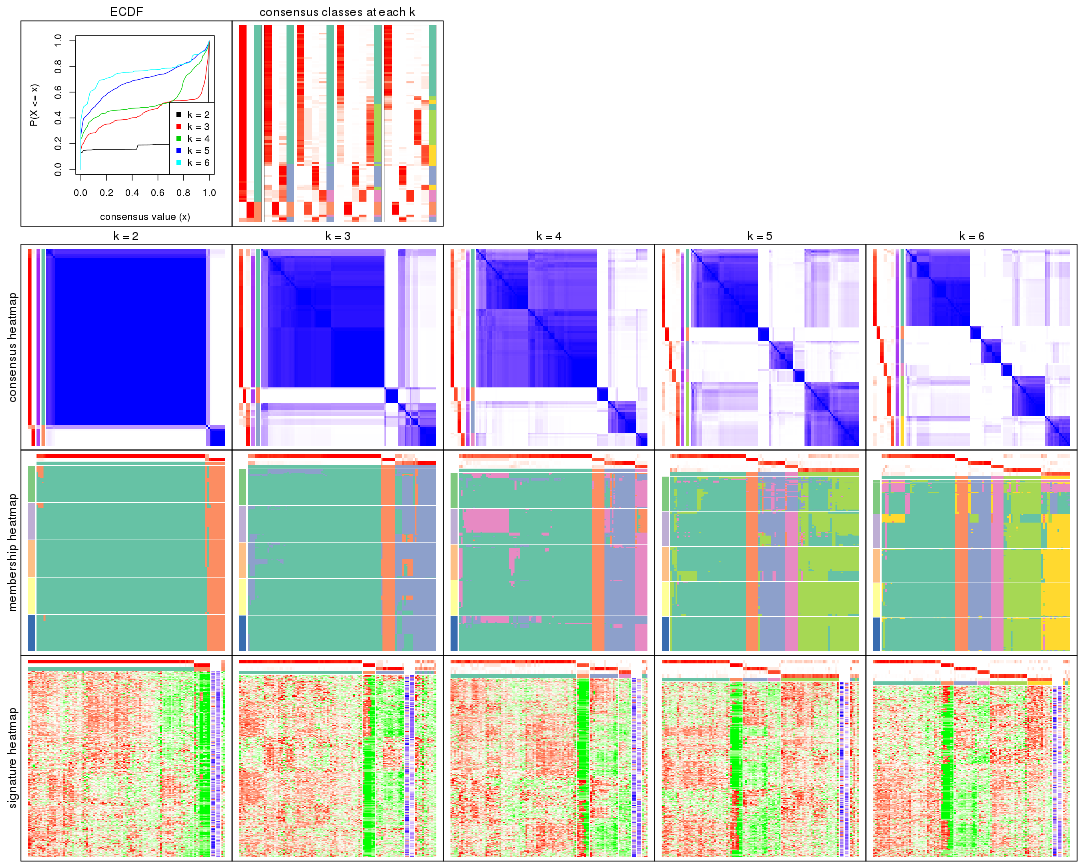 ECDF
consensus classes at each k
P(X <= x)
0.0 0.2 0.4 0.6 0.8 1.0
k = 2
k = 3
k = 4
k = 5
k = 6
0.0 0.2 0.4 0.6 0.8 1.0
consensus value (x)
k = 2
k = 3
k = 4
k = 5
k = 6
consensus heatmap
membership heatmap
signature heatmap